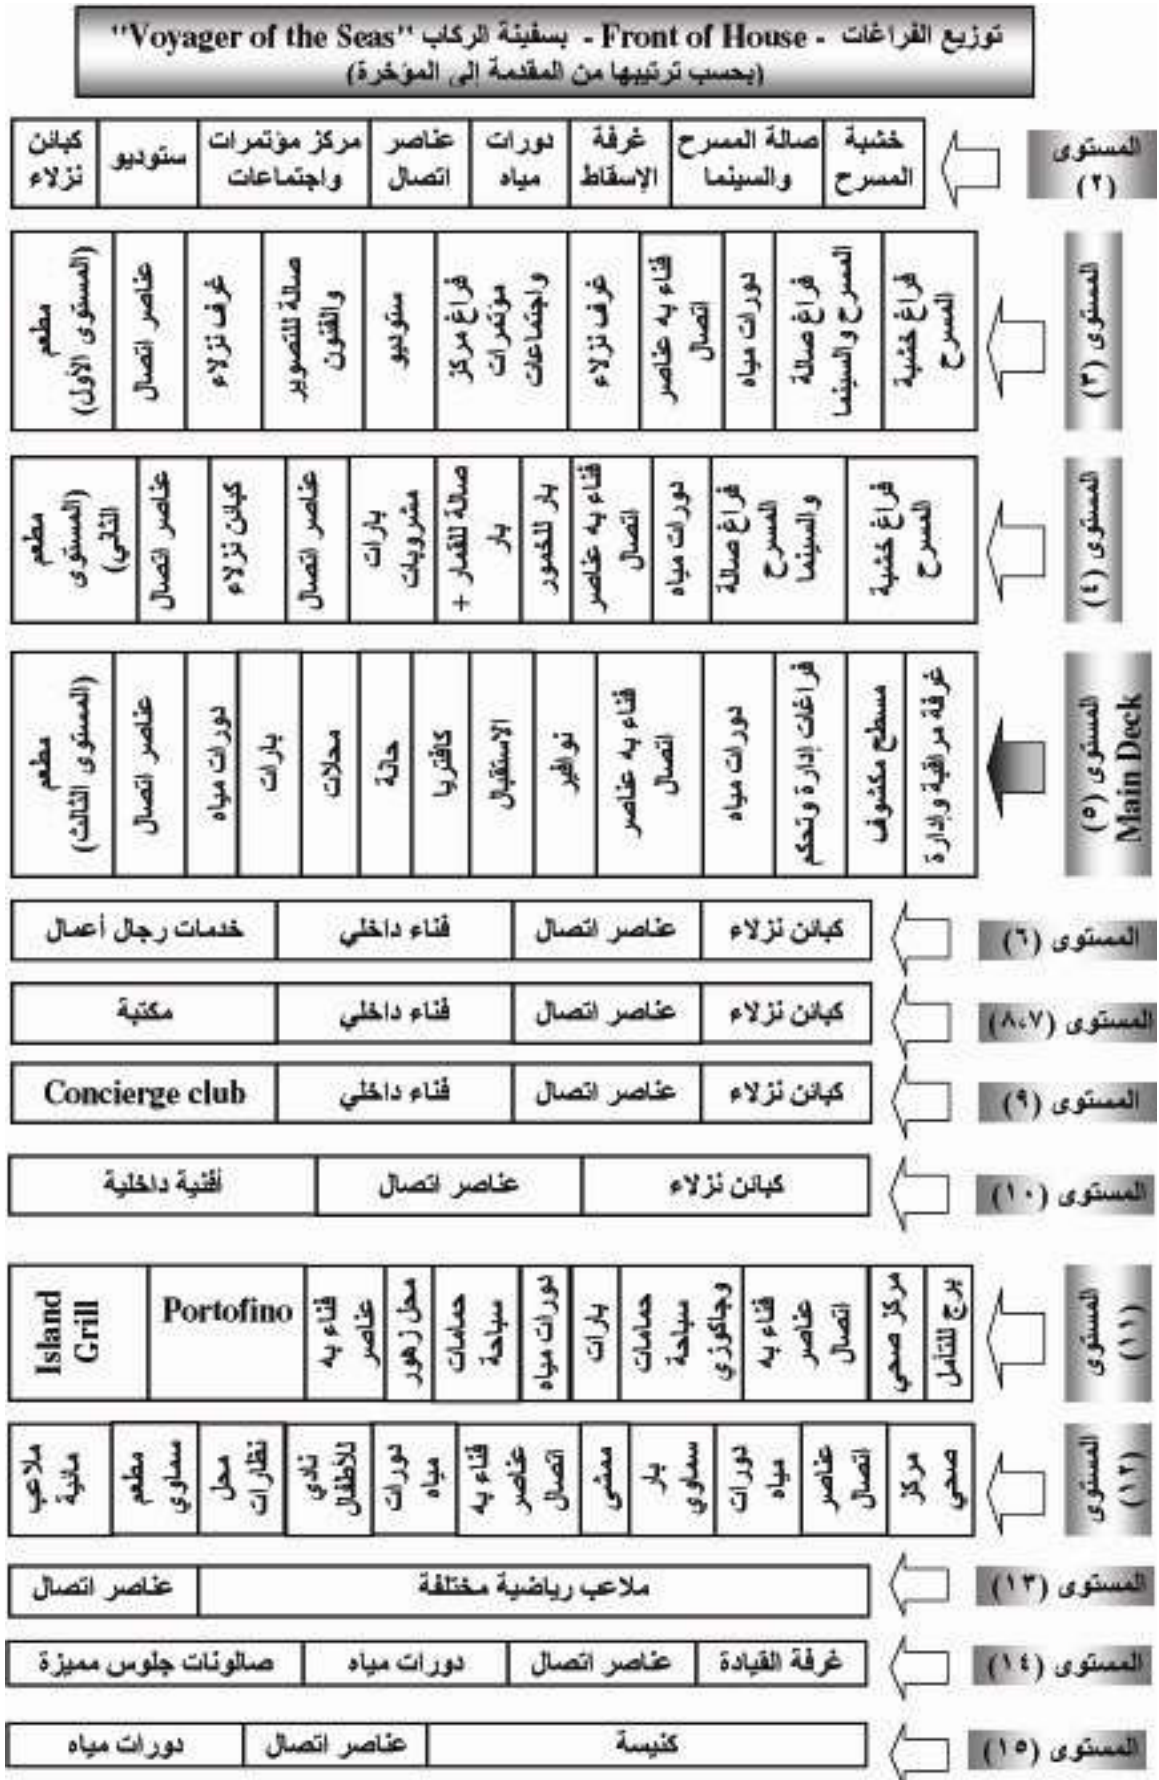 توزيع الفراغات - Front of House - بسفينة الركاب "Voyager of the Seas"
(بحسب ترتيبها من المقدمة إلى المؤخرة)
المستوى
(٢)
خشبة
المسرح
صالة المسرح
والسينما
غرفة
الإسقاط
دورات
مياه
عناصر
اتصال
مركز مؤتمرات
واجتماعات
ستوديو
كبائن
نزلاء
المستوى (٣)
فراغ خشبة
المسرح
فراغ صالة
المسرح والسينما
دورات مياه
فناء به عناصر
اتصال
غرف نزلاء
فراغ مركز
مؤتمرات
واجتماعات
ستوديو
صالة للتصوير
والفنون
غرف نزلاء
عناصر اتصال
مطعم
(المستوى الأول)
المستوى (٤)
فراغ خشبة
المسرح
فراغ صالة
المسرح
والسينما
دورات مياه
فناء به عناصر
اتصال
بار للخمور
صالة للقمار +
بار
بارات
مشروبات
عناصر اتصال
كبائن نزلاء
عناصر اتصال
مطعم
(المستوى
الثاني)
المستوى (٥)
Main Deck
غرفة مراقبة وإدارة
مسطح مكشوف
فراغات إدارة وتحكم
دورات مياه
فناء به عناصر
اتصال
نوافير
الاستقبال
كافتريا
حانة
محلات
بارات
دورات مياه
عناصر اتصال
مطعم
(المستوى الثالث)
المستوى (٦)
كبائن نزلاء
عناصر اتصال
فناء داخلي
خدمات رجال أعمال
المستوى (٨،٧)
كبائن نزلاء
عناصر اتصال
فناء داخلي
مكتبة
المستوى (٩)
كبائن نزلاء
عناصر اتصال
فناء داخلي
Concierge club
المستوى (١٠)
كبائن نزلاء
عناصر اتصال
أفنية داخلية
المستوى
(١١)
برج للتأمل
مركز صحي
فناء به
عناصر
اتصال
حمامات
سباحة
وجاكوزي
بارات
دورات مياه
حمامات
سباحة
محل زهور
فناء به
عناصر
Portofino
Island
Grill
المستوى
(١٢)
مركز
صحي
عناصر
اتصال
دورات
مياه
بار
سماوي
ممشى
فناء به
عناصر
اتصال
دورات
مياه
نادي
للأطفال
محل
نظارات
مطعم
سماوي
ملاعب
مائية
المستوى (١٣)
ملاعب رياضية مختلفة
عناصر اتصال
المستوى (١٤)
غرفة القيادة
عناصر اتصال
دورات مياه
صالونات جلوس مميزة
المستوى (١٥)
كنيسة
عناصر اتصال
دورات مياه